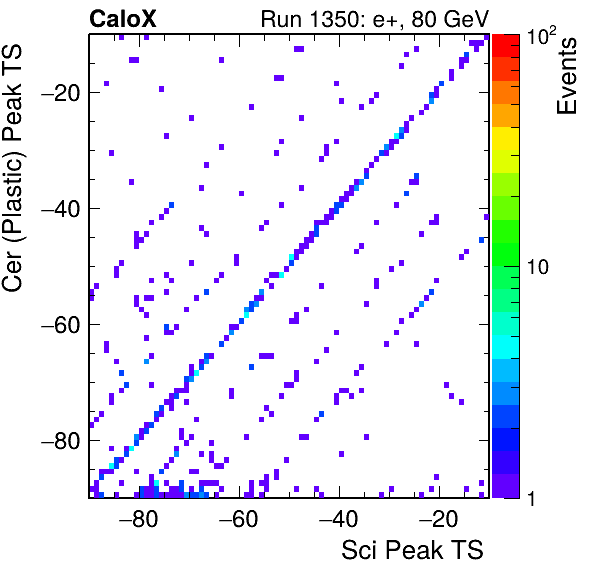 CaloX Run 1350: e+, 80 GeV
Cer (Plastic) Peak TS
−20
−40
−60
−80
−80 −60 −40 −20
Sci Peak TS
10²
10
1
Events